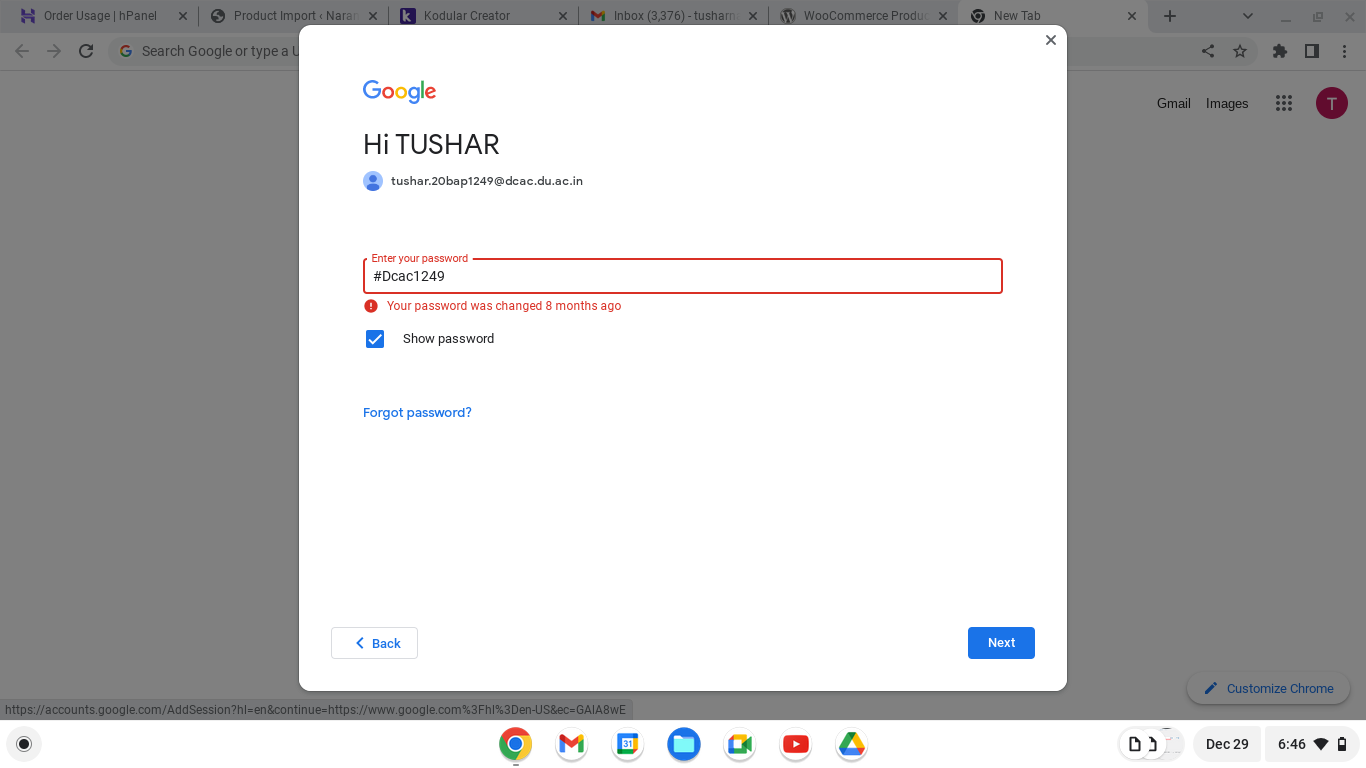 Order Usage | hPanel
Product Import ‹ Naran
Kodular Creator
Inbox (3,376) - tusham
WooCommerce Produc
New Tab
Search Google or type a U
Gmail Images T
Google
Hi TUSHAR
tushar.20bap1249@dcac.du.ac.in
Enter your password
#Dcac1249
Your password was changed 8 months ago
Show password
Forgot password?
Back
Next
Customize Chrome
https://accounts.google.com/AddSession?hl=en&continue=https://www.google.com%3Fhl%3Den-US&ec=GAlA8wE
31
Dec 29
6:46